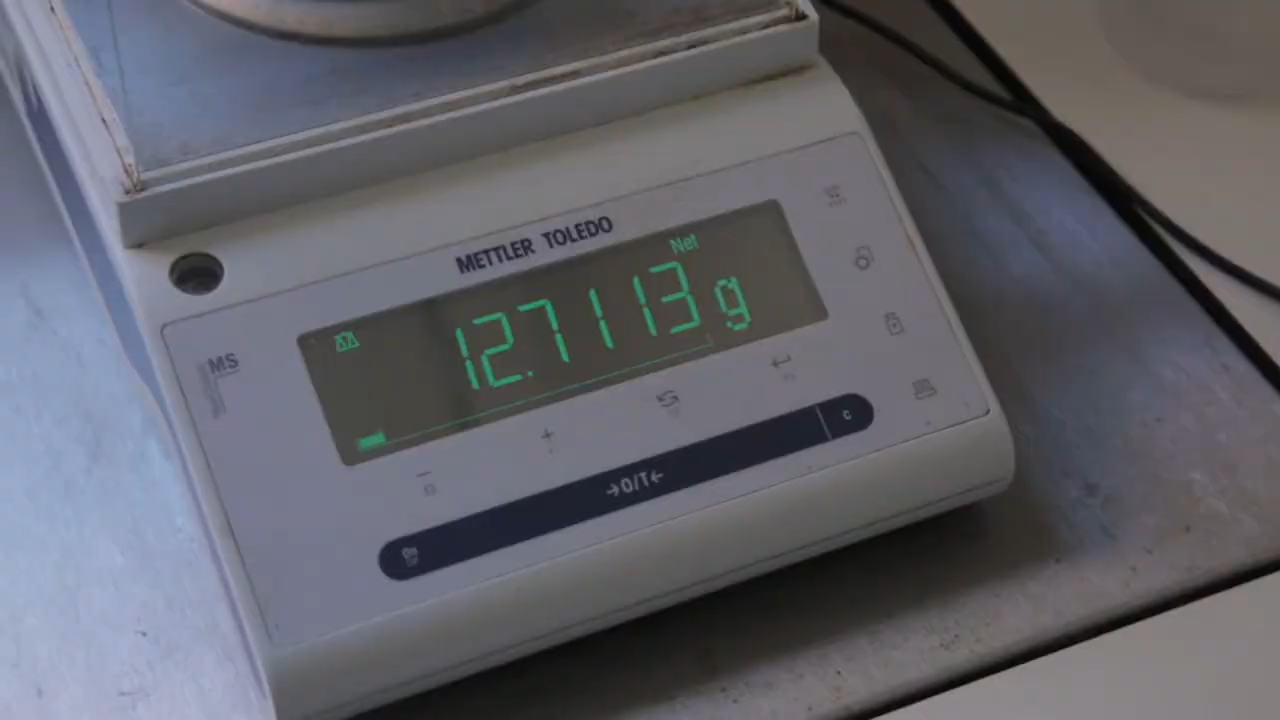 METTLER TOLEDO
Net
12.7113 g
MS
→0/T←
C